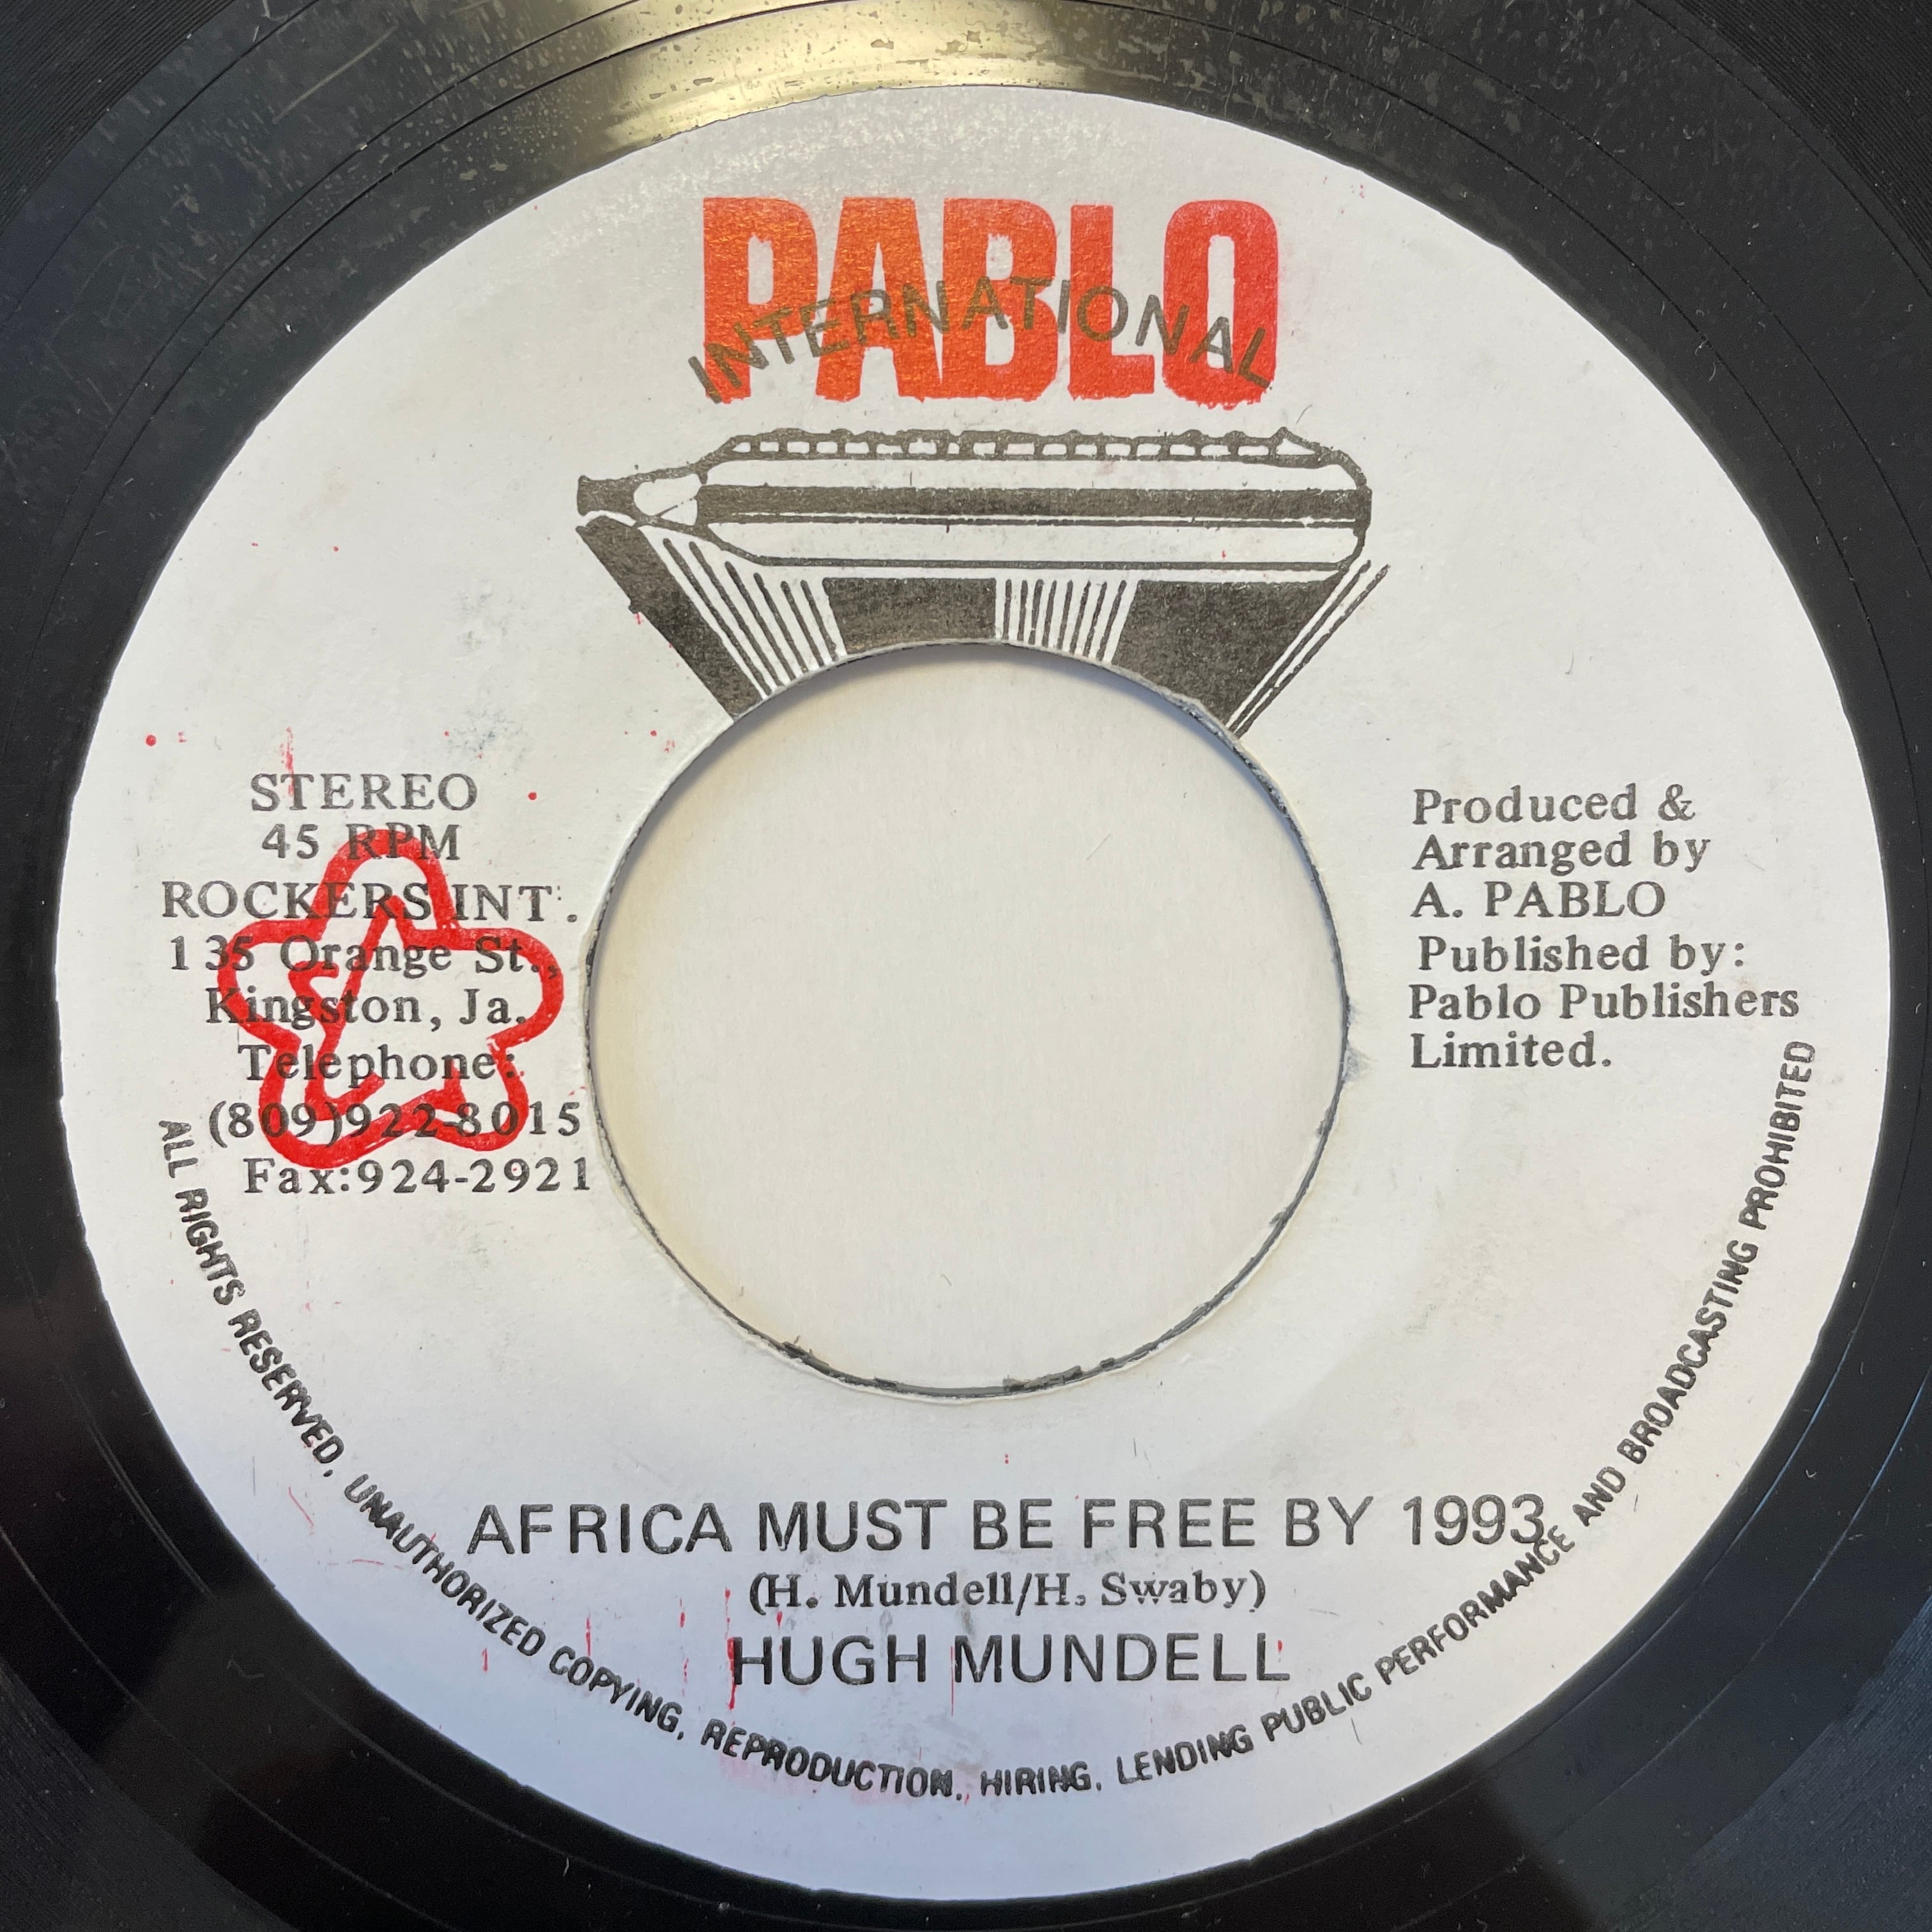 PABLO
INTERNATIONAL
STEREO
45 RPM
ROCKERS INT'.
135 Orange St.,
Kingston, Ja.
Telephone:
(809)922-8015
Fax:924-2921
Produced &
Arranged by
A. PABLO
Published by:
Pablo Publishers
Limited.
AFRICA MUST BE FREE BY 1993
(H. Mundell/H. Swaby)
HUGH MUNDELL
ALL RIGHTS RESERVED, UNAUTHORIZED COPYING, REPRODUCTION, HIRING, LENDING PUBLIC PERFORMANCE AND BROADCASTING PROHIBITED